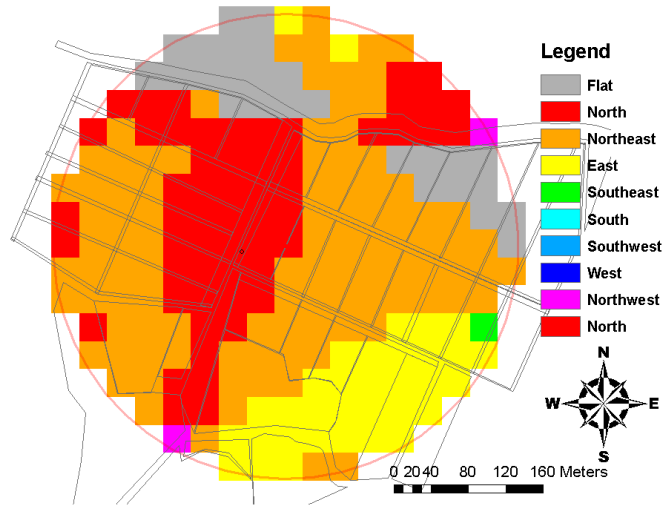 Legend
Flat
North
Northeast
East
Southeast
South
Southwest
West
Northwest
North
N
W E
S
0 20 40 80 120 160 Meters